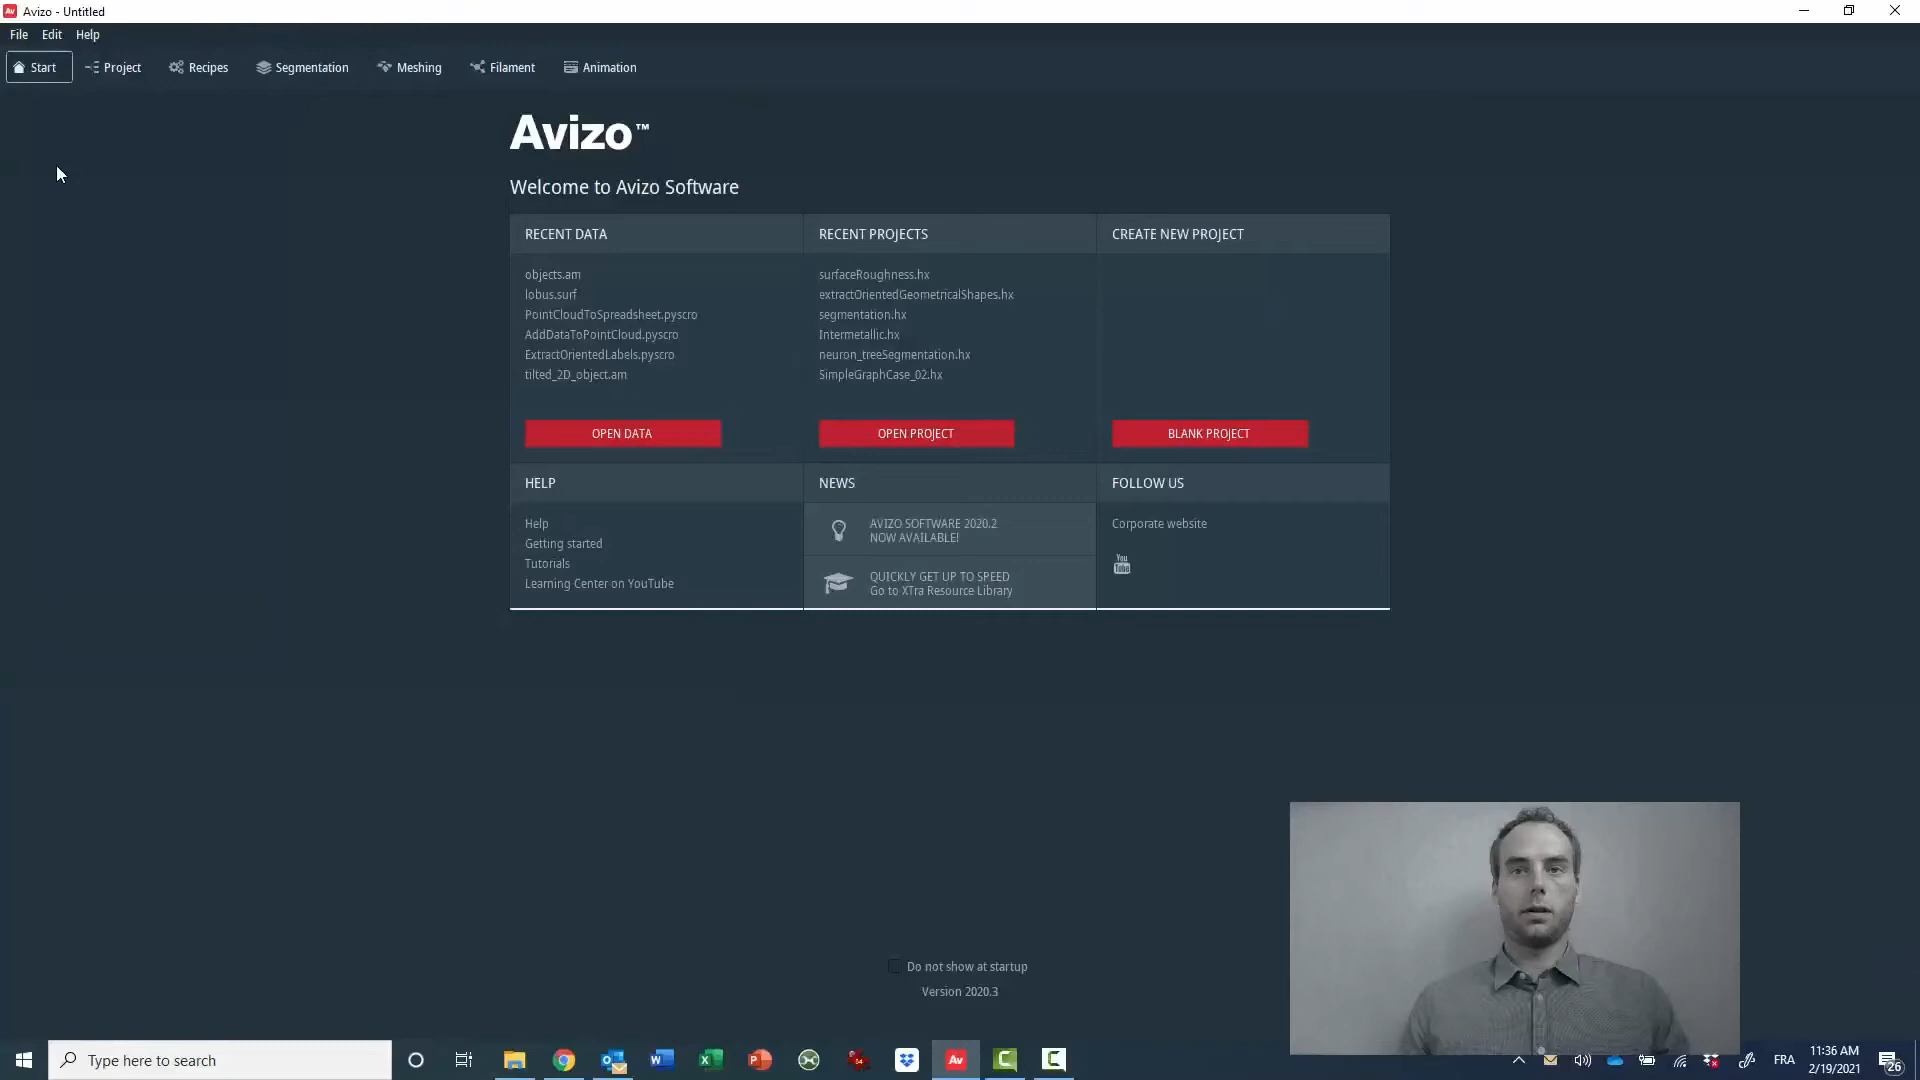 Avizo - Untitled
File Edit Help
Start Project Recipes Segmentation Meshing Filament Animation
Avizo™
Welcome to Avizo Software
RECENT DATA
objects.am
lobus.surf
PointCloudToSpreadsheet.pyscro
AddDataToPointCloud.pyscro
ExtractOrientedLabels.pyscro
tilted_2D_object.am
OPEN DATA
RECENT PROJECTS
surfaceRoughness.hx
extractOrientedGeometricalShapes.hx
segmentation.hx
Intermetallic.hx
neuron_treeSegmentation.hx
SimpleGraphCase_02.hx
OPEN PROJECT
CREATE NEW PROJECT
BLANK PROJECT
HELP
Help
Getting started
Tutorials
Learning Center on YouTube
NEWS
AVIZO SOFTWARE 2020.2
NOW AVAILABLE!
QUICKLY GET UP TO SPEED
Go to XTra Resource Library
FOLLOW US
Corporate website
You
Tube
Do not show at startup
Version 2020.3
Type here to search
Av
FRA
11:36 AM
2/19/2021
26